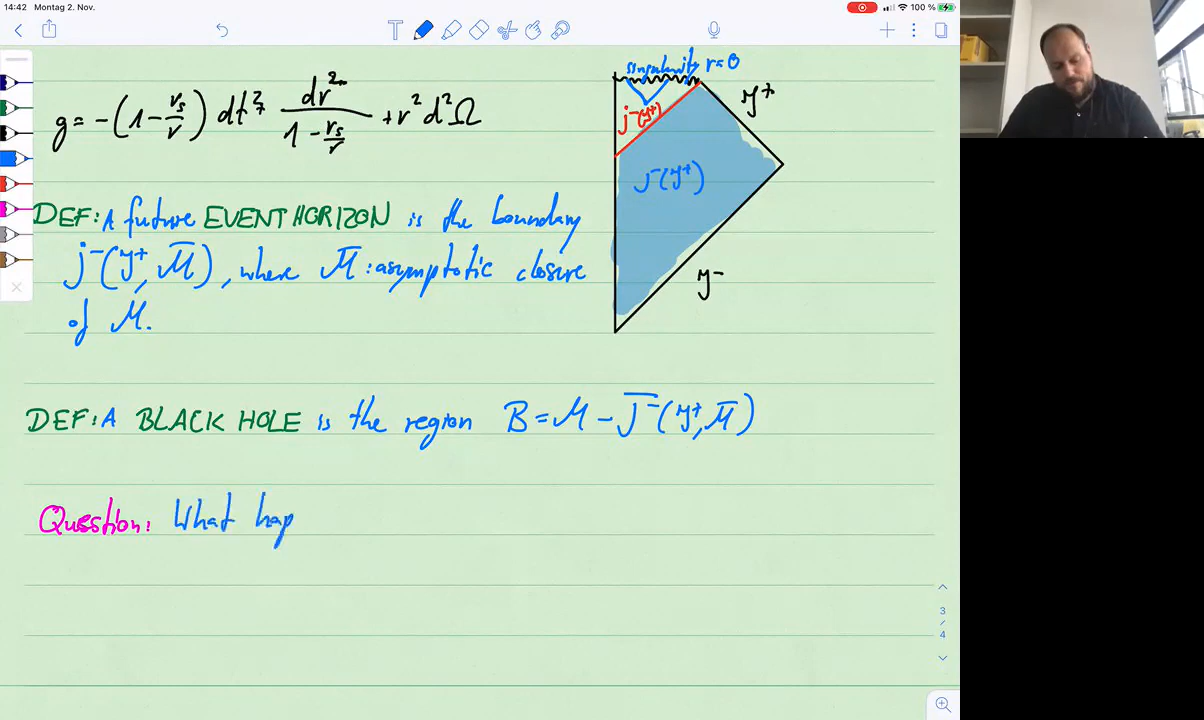 14:42 Montag 2. Nov.
100 %
T
g = -(1 - rs/r) dt² + dr²/(1 - rs/r) + r² d²Ω
singularity r=0
j⁻(y⁺)
y⁺
J⁻(y⁺)
y⁻
DEF: A future EVENT HORIZON is the boundary
j⁻(y⁺, M̄), where M̄: asymptotic closure
of M.
DEF: A BLACK HOLE is the region B = M - J⁻(y⁺, M̄)
Question: What hap
3
/
4